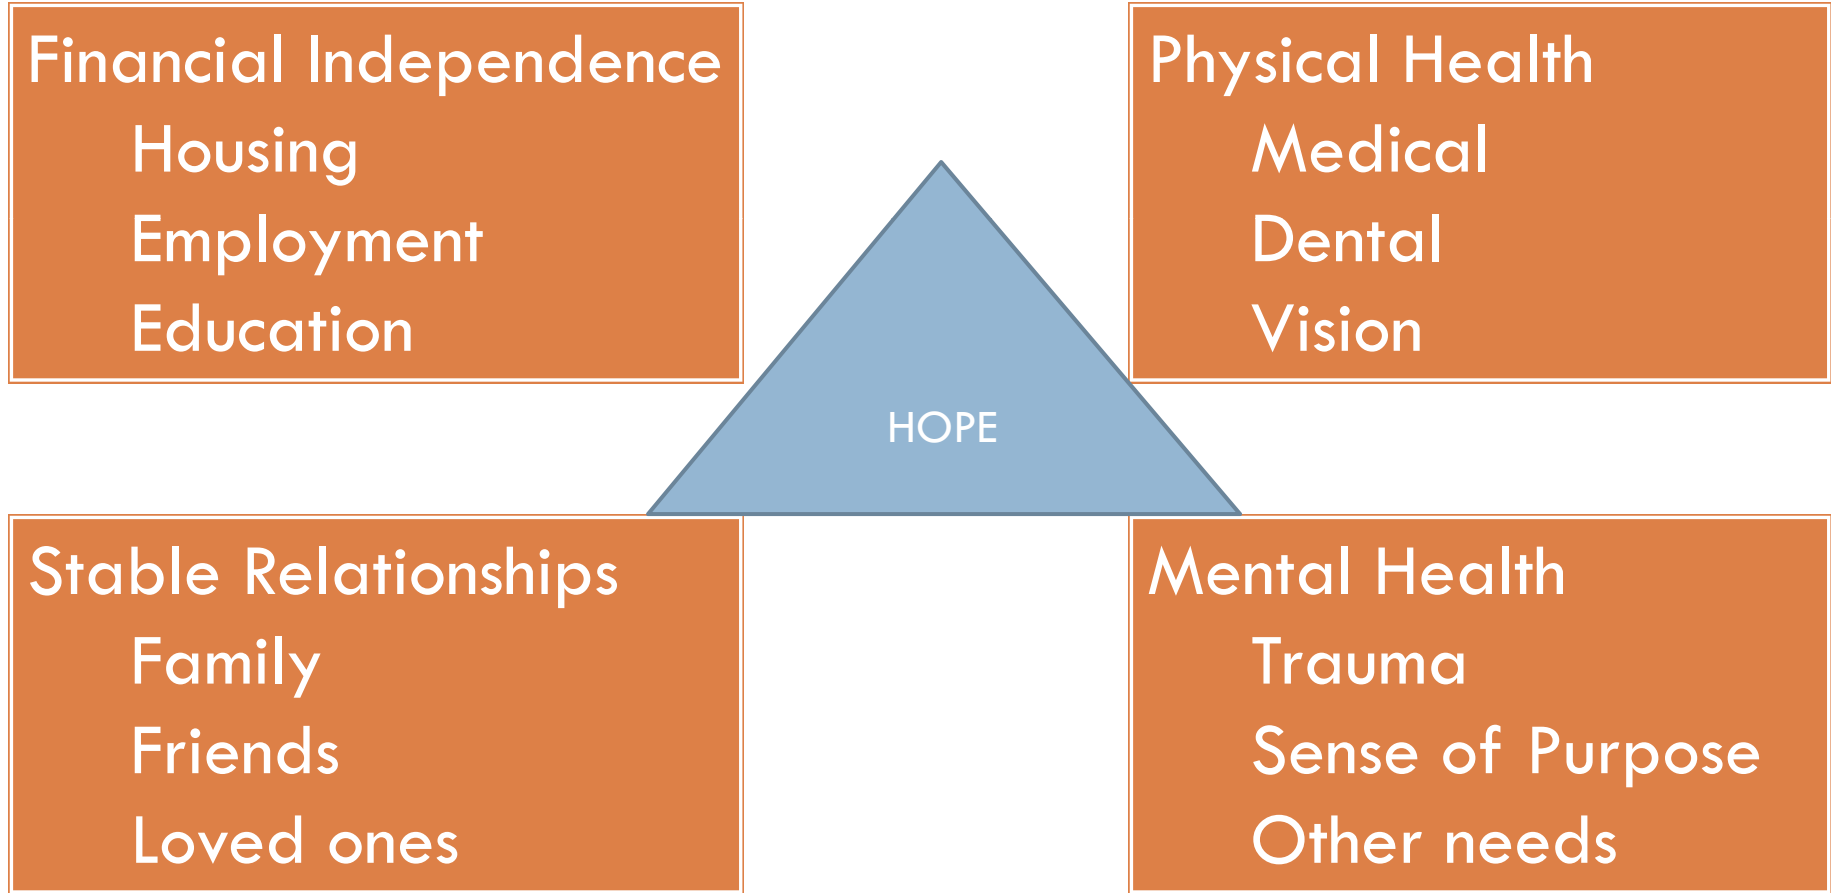 Financial Independence
Housing
Employment
Education
Physical Health
Medical
Dental
Vision
HOPE
Stable Relationships
Family
Friends
Loved ones
Mental Health
Trauma
Sense of Purpose
Other needs